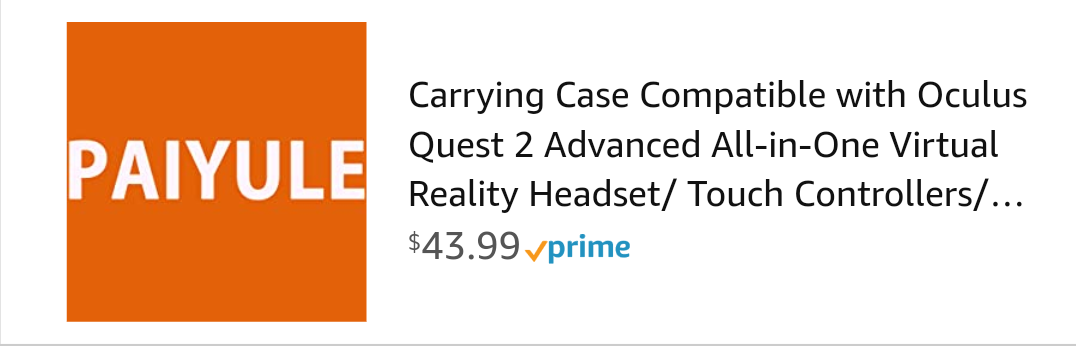 PAIYULE
Carrying Case Compatible with Oculus
Quest 2 Advanced All-in-One Virtual
Reality Headset/ Touch Controllers/...
$43.99 prime